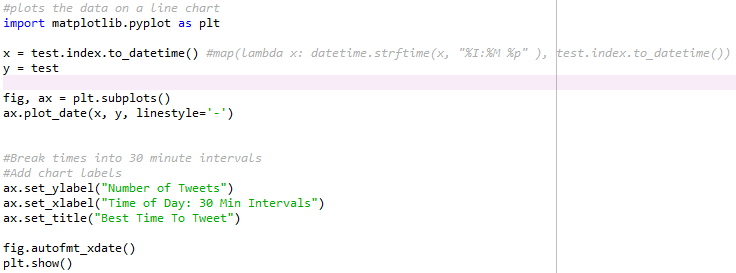 #plots the data on a line chart
import matplotlib.pyplot as plt
x = test.index.to_datetime() #map(lambda x: datetime.strftime(x, "%I:%M %p" ), test.index.to_datetime())
y = test
fig, ax = plt.subplots()
ax.plot_date(x, y, linestyle='-')
#Break times into 30 minute intervals
#Add chart labels
ax.set_ylabel("Number of Tweets")
ax.set_xlabel("Time of Day: 30 Min Intervals")
ax.set_title("Best Time To Tweet")
fig.autofmt_xdate()
plt.show()